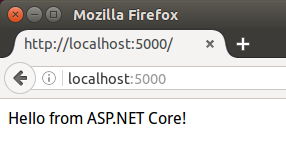 Mozilla Firefox
http://localhost:5000/
localhost:5000
Hello from ASP.NET Core!